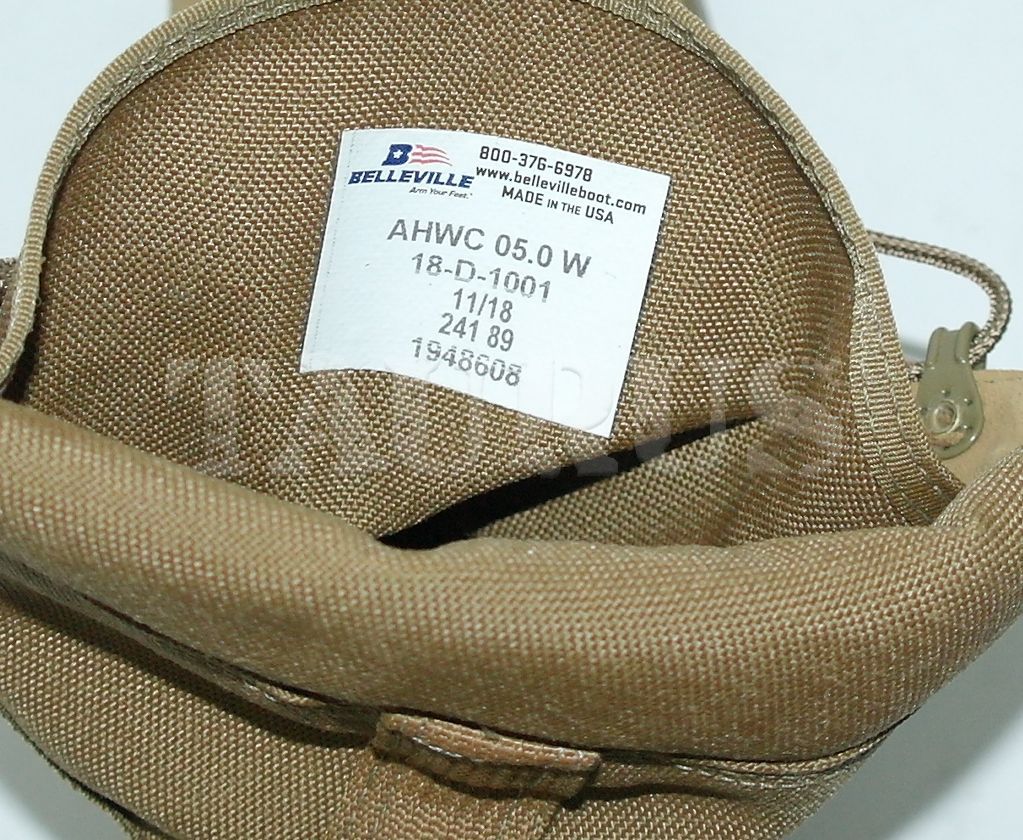 B
BELLEVILLE
Arm Your Feet.
800-376-6978
www.bellevilleboot.com
MADE IN THE USA
AHWC 05.0 W
18-D-1001
11/18
241 89
1948608
TAYRUS